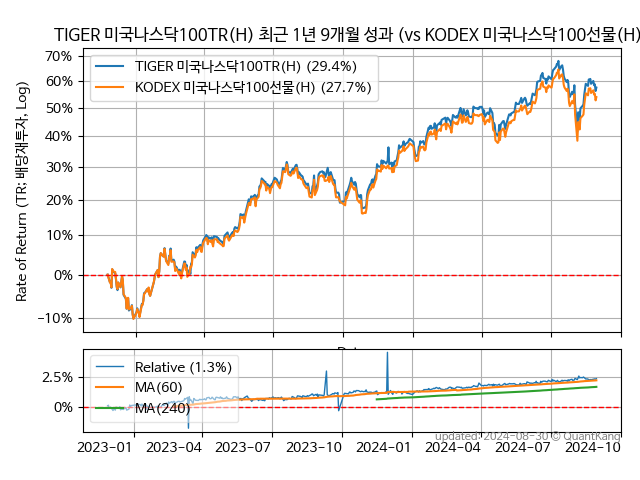 TIGER 미국나스닥100TR(H) 최근 1년 9개월 성과 (vs KODEX 미국나스닥100선물(H)
Rate of Return (TR: 배당재투자, Log)
70%
60%
50%
40%
30%
20%
10%
0%
−10%
TIGER 미국나스닥100TR(H) (29.4%)
KODEX 미국나스닥100선물(H) (27.7%)
2.5%
0%
Relative (1.3%)
MA(60)
MA(240)
2023−01
2023−04
2023−07
2023−10
2024−01
2024−04
2024−07
2024−10
updated: 2024−08−30 © QuantKang